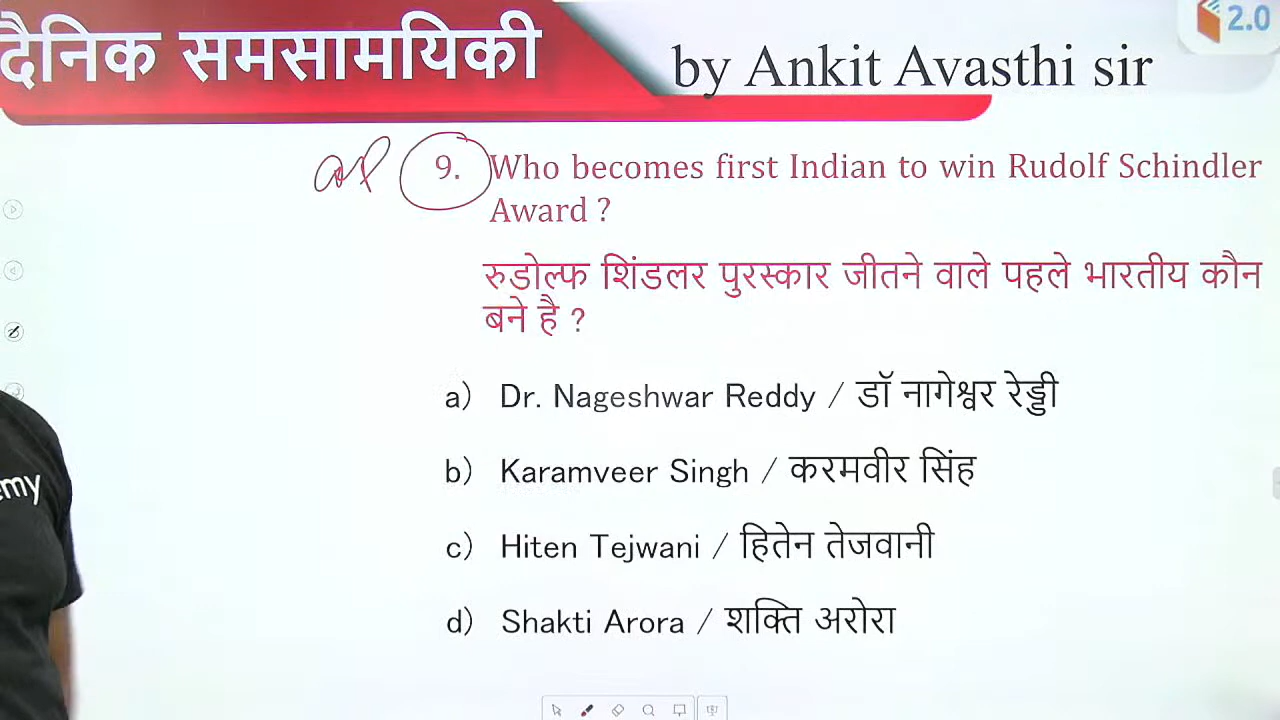 दैनिक समसामयिकी
by Ankit Avasthi sir
2.0
9. Who becomes first Indian to win Rudolf Schindler
Award ?
रुडोल्फ शिंडलर पुरस्कार जीतने वाले पहले भारतीय कौन
बने है ?
a) Dr. Nageshwar Reddy / डॉ नागेश्वर रेड्डी
b) Karamveer Singh / करमवीर सिंह
c) Hiten Tejwani / हितेन तेजवानी
d) Shakti Arora / शक्ति अरोरा
emy